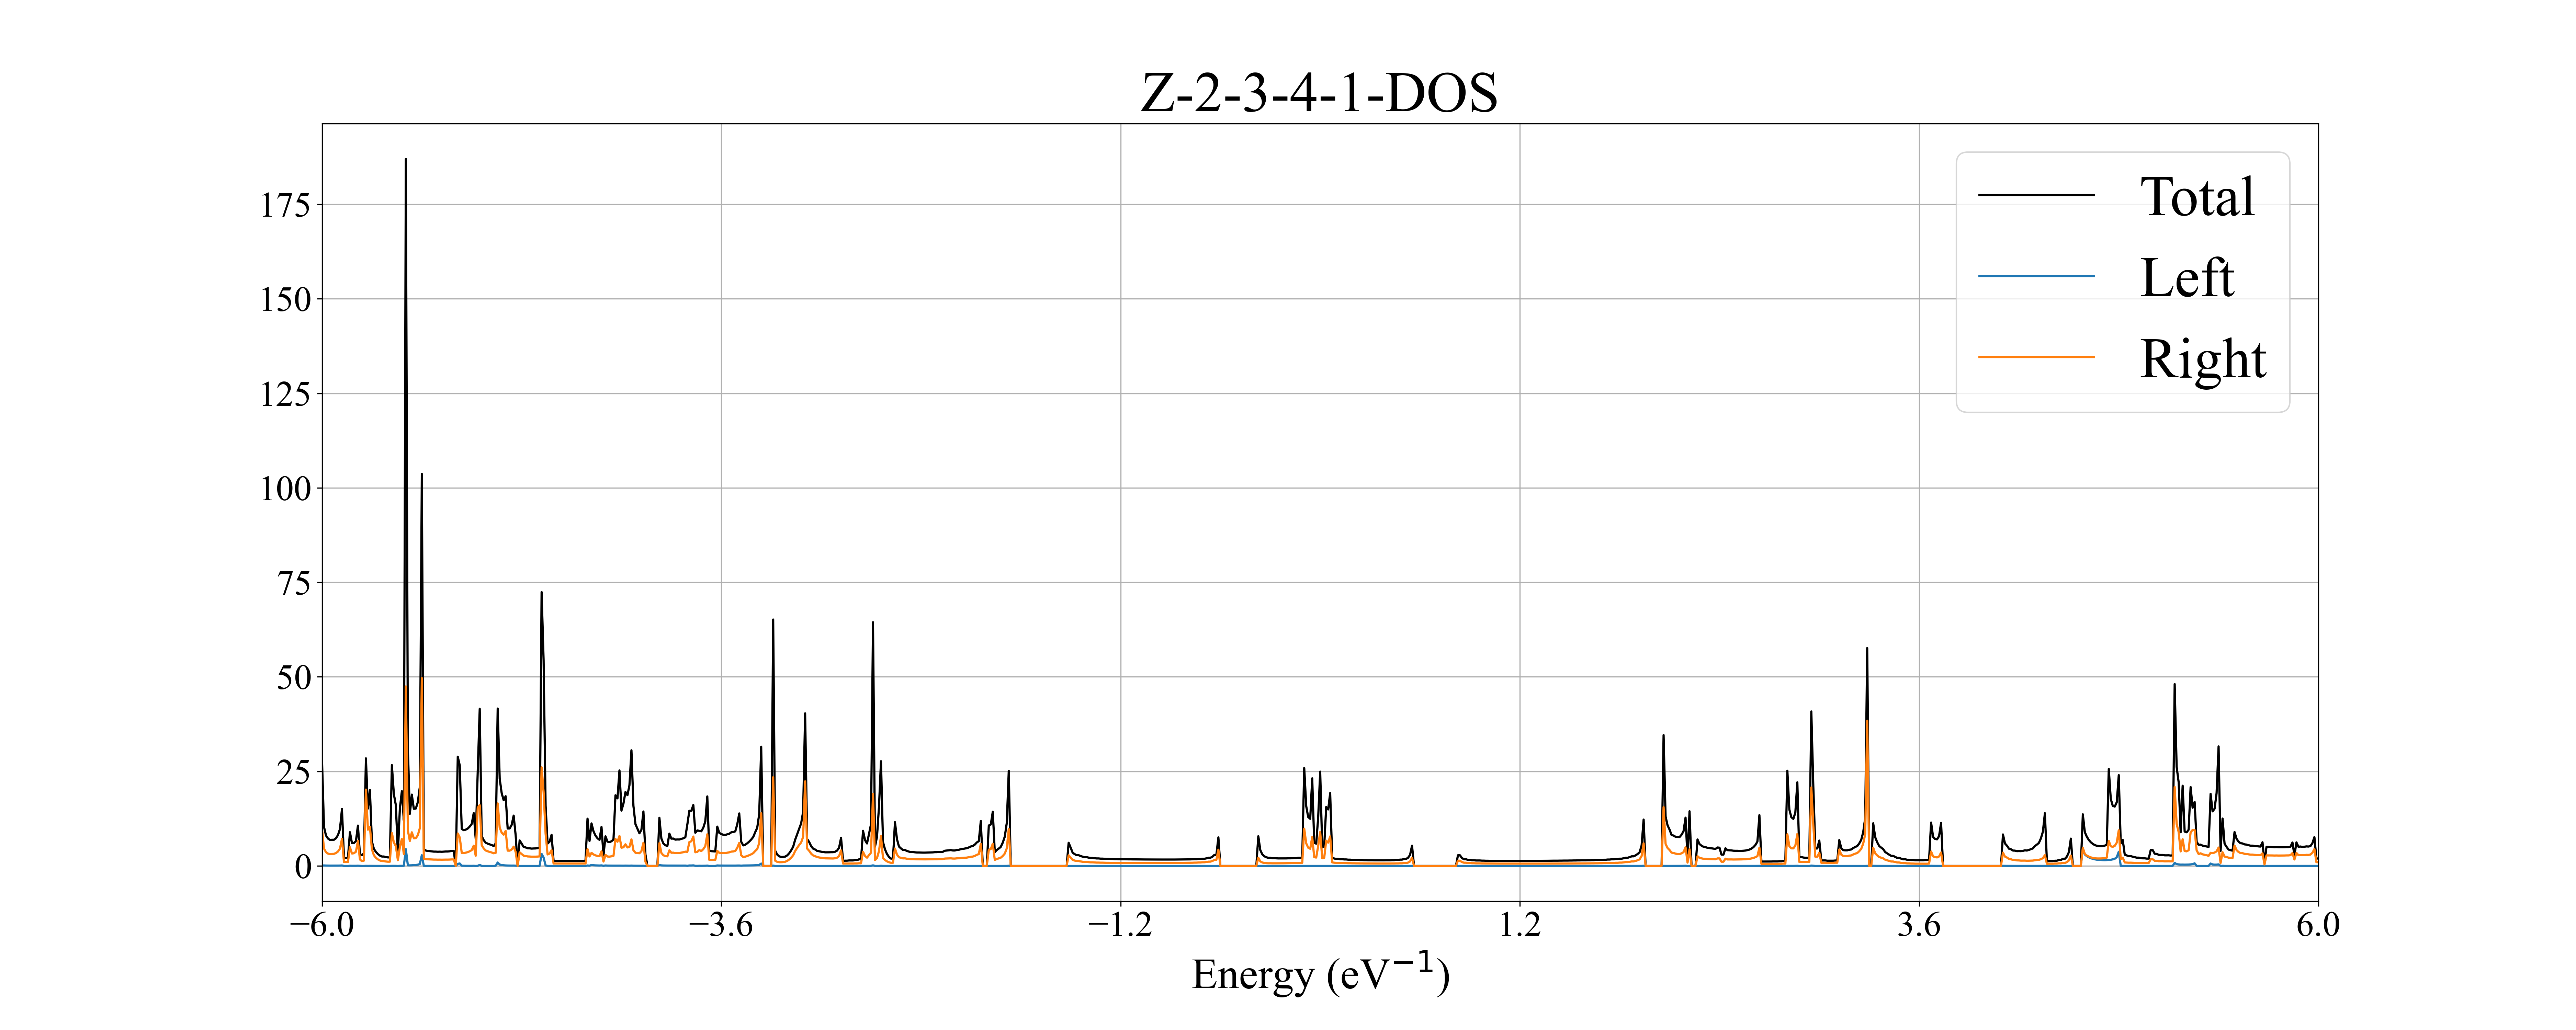 Z-2-3-4-1-DOS
Total
Left
Right
175
150
125
100
75
50
25
0
−6.0 −3.6 −1.2 1.2 3.6 6.0
Energy (eV⁻¹)